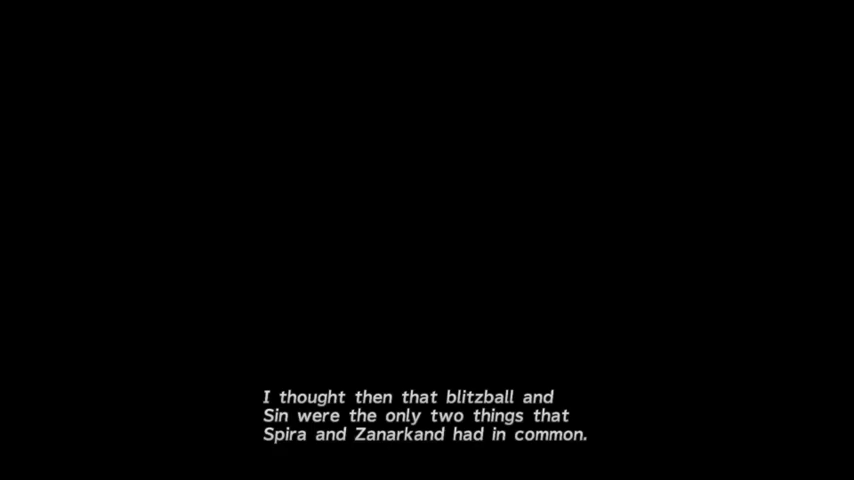 I thought then that blitzball and
Sin were the only two things that
Spira and Zanarkand had in common.